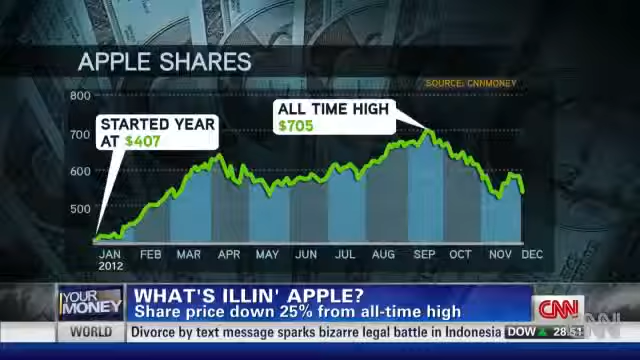 APPLE SHARES
SOURCE: CNNMONEY
800
700
600
500
STARTED YEAR
AT $407
ALL TIME HIGH
$705
JAN FEB MAR APR MAY JUN JUL AUG SEP OCT NOV DEC
2012
YOUR
MONEY
WHAT'S ILLIN' APPLE?
Share price down 25% from all-time high
CNN
WORLD Divorce by text message sparks bizarre legal battle in Indonesia DOW ▲ 28.51